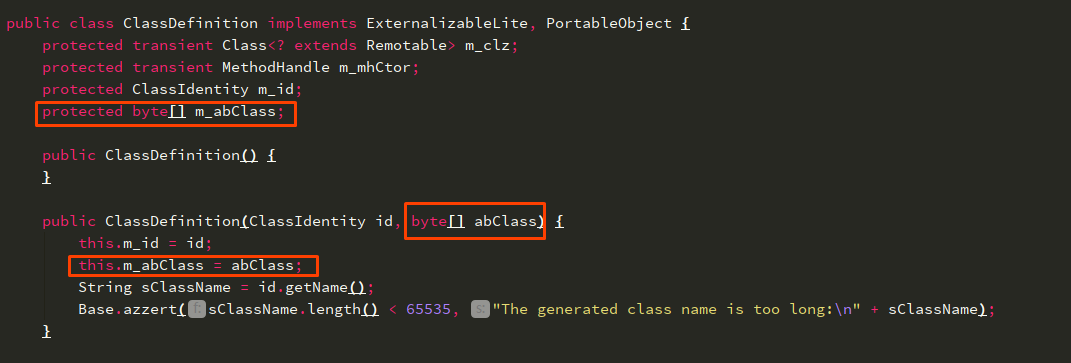 public class ClassDefinition implements ExternalizableLite, PortableObject {
protected transient Class<? extends Remotable> m_clz;
protected transient MethodHandle m_mhCtor;
protected ClassIdentity m_id;
protected byte[] m_abClass;
public ClassDefinition() {
}
public ClassDefinition(ClassIdentity id, byte[] abClass) {
this.m_id = id;
this.m_abClass = abClass;
String sClassName = id.getName();
Base.azzert( f: sClassName.length() < 65535, s: "The generated class name is too long:\n" + sClassName);
}